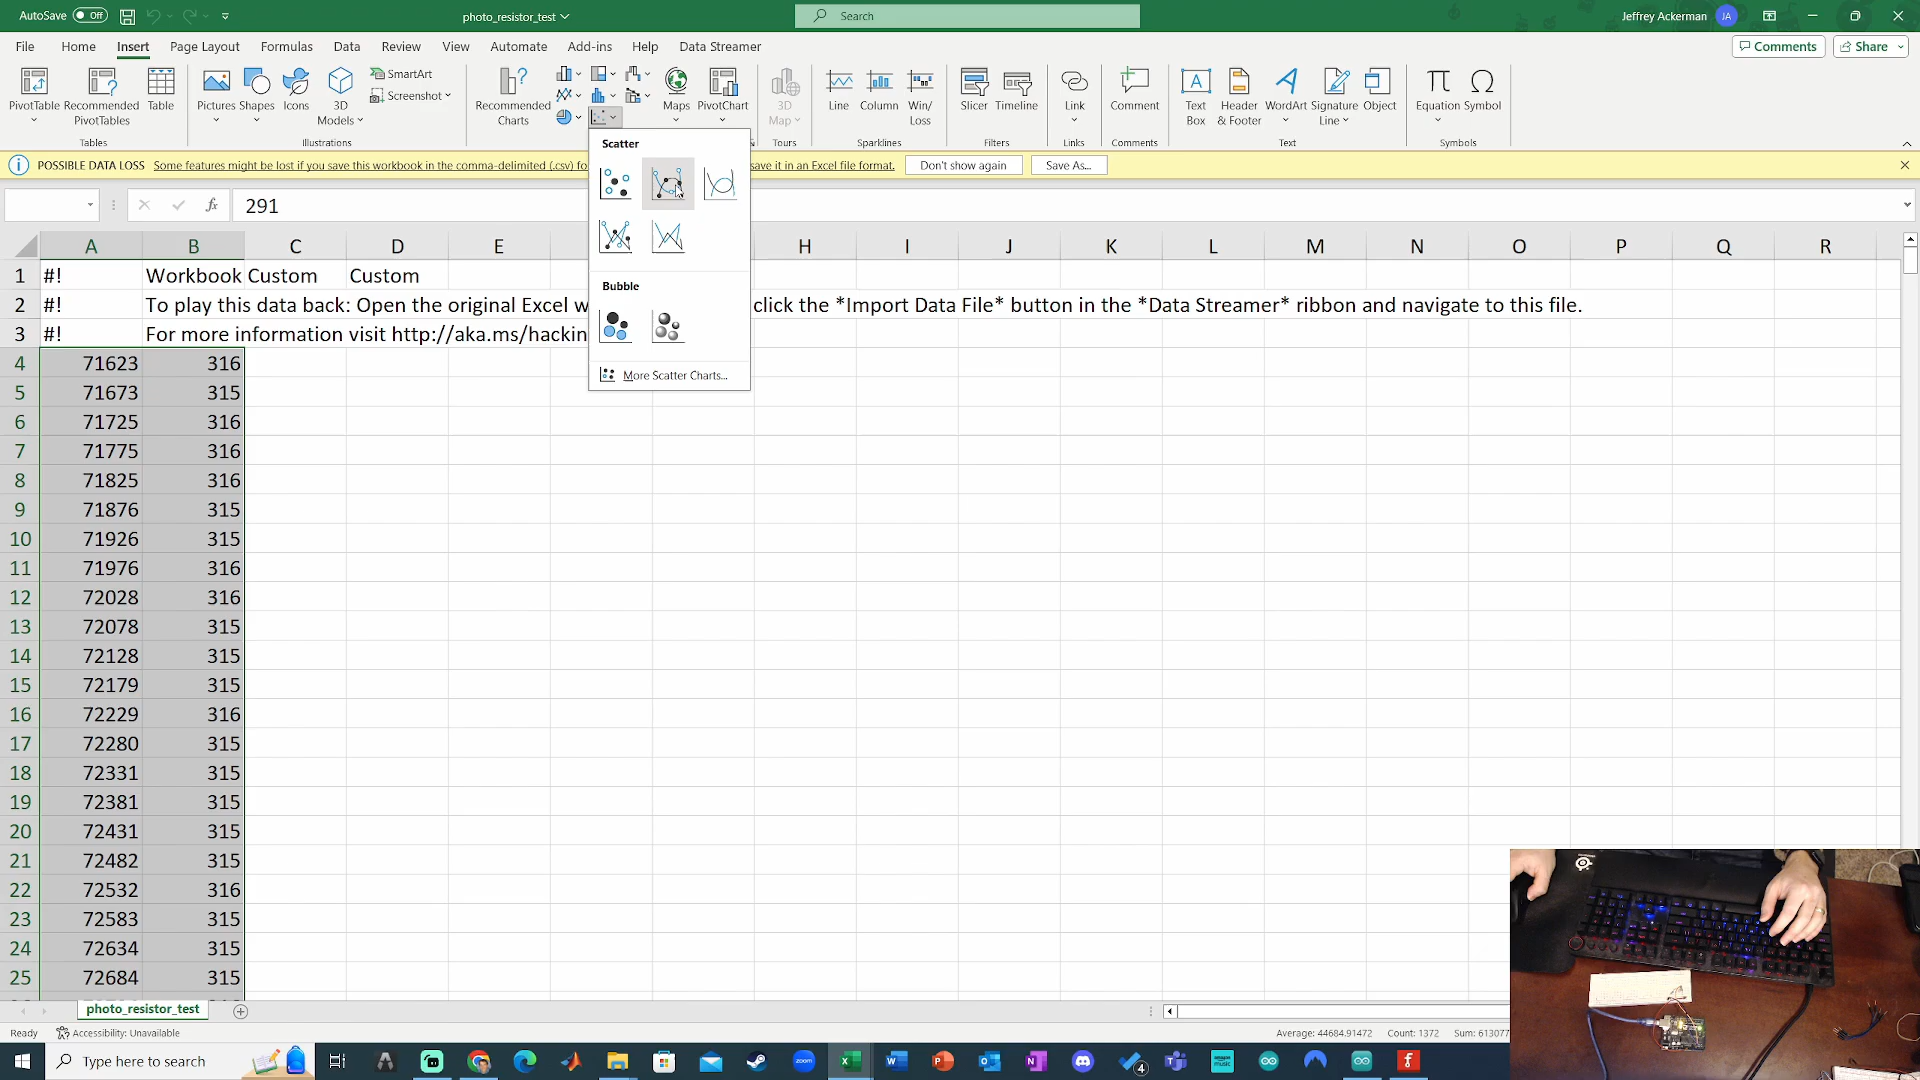 AutoSave Off photo_resistor_test Search Jeffrey Ackerman JA
File Home Insert Page Layout Formulas Data Review View Automate Add-ins Help Data Streamer Comments Share
PivotTable Recommended PivotTables Table Pictures Shapes Icons 3D Models SmartArt Screenshot Recommended Charts Maps PivotChart 3D Map Line Column Win/Loss Slicer Timeline Link Comment Text Box Header & Footer WordArt Signature Line Object Equation Symbol
Tables Illustrations Tours Sparklines Filters Links Comments Text Symbols
POSSIBLE DATA LOSS Some features might be lost if you save this workbook in the comma-delimited (.csv) fo save it in an Excel file format. Don't show again Save As...
fx 291
Scatter
Bubble
More Scatter Charts...
A B C D E H I J K L M N O P Q R
1 #! Workbook Custom Custom
2 #! To play this data back: Open the original Excel w click the *Import Data File* button in the *Data Streamer* ribbon and navigate to this file.
3 #! For more information visit http://aka.ms/hackin
4 71623 316
5 71673 315
6 71725 316
7 71775 316
8 71825 316
9 71876 315
10 71926 315
11 71976 316
12 72028 316
13 72078 315
14 72128 315
15 72179 315
16 72229 316
17 72280 315
18 72331 315
19 72381 315
20 72431 315
21 72482 315
22 72532 316
23 72583 315
24 72634 315
25 72684 315
photo_resistor_test
Ready Accessibility: Unavailable Average: 44684.91472 Count: 1372 Sum: 613077
Type here to search zoom 4 music